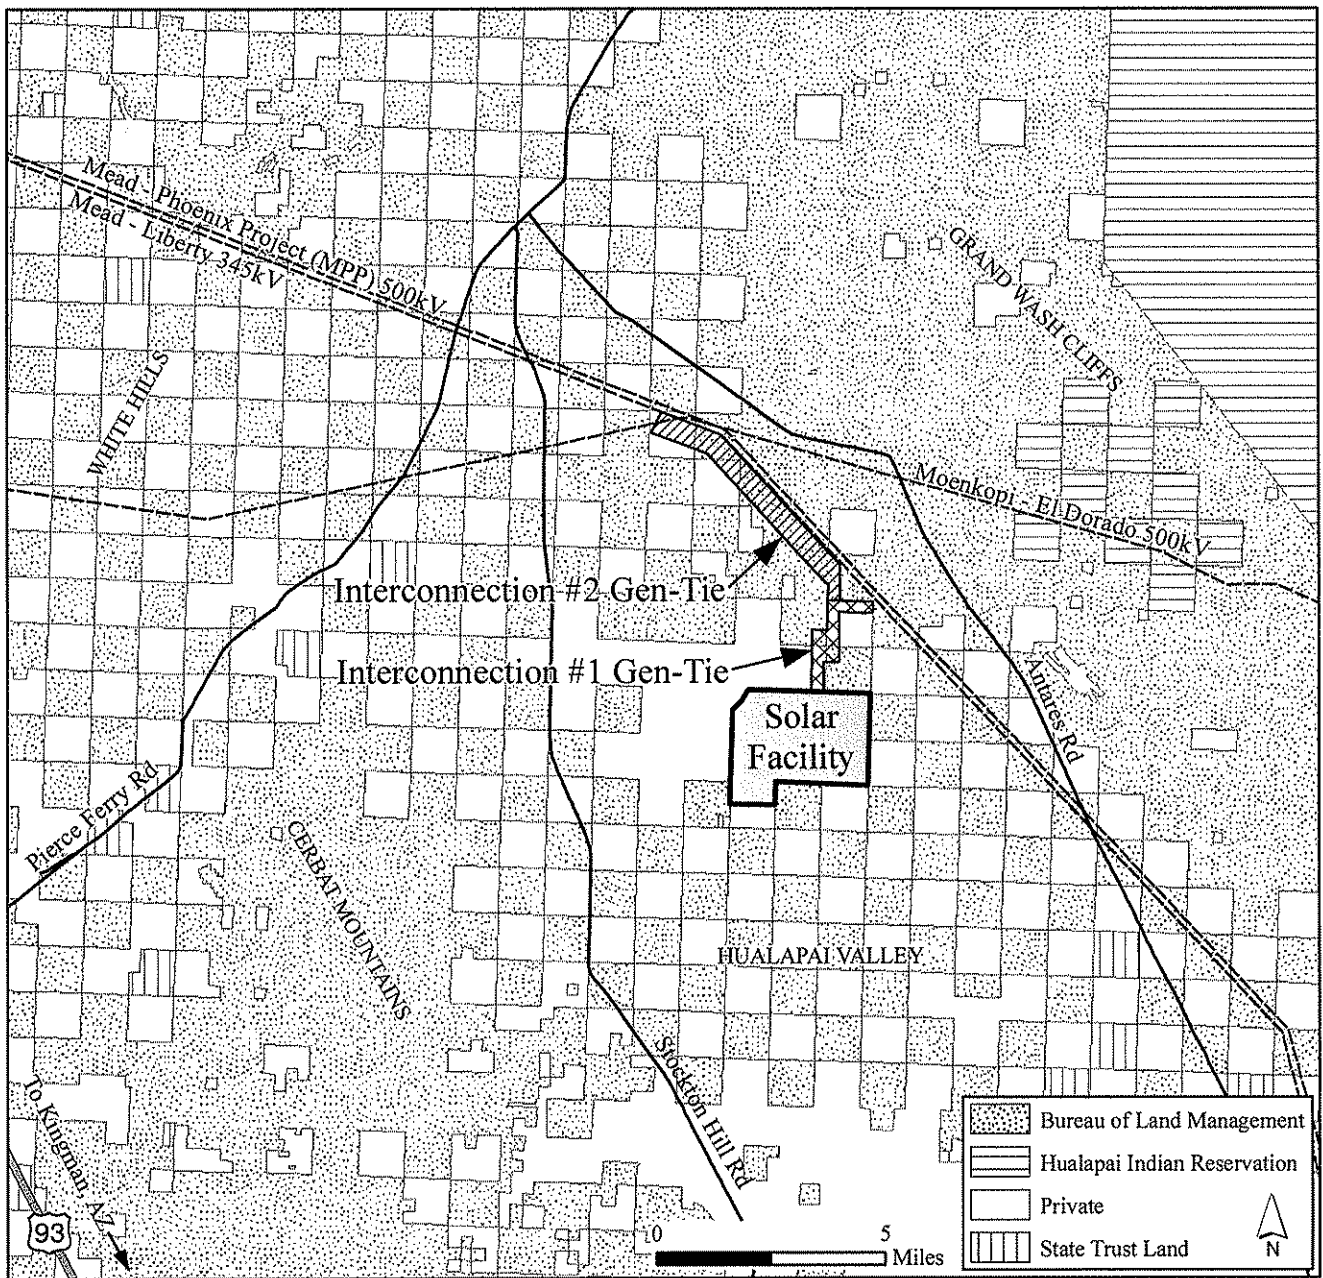 Mead - Phoenix Project (MPP) 500kV
Mead - Liberty 345kV
GRAND WASH CLIFFS
WHITE HILLS
Moenkopi - El Dorado 500kV
Interconnection #2 Gen-Tie
Interconnection #1 Gen-Tie
Solar
Facility
Antares Rd
Pierce Ferry Rd
CERBAT MOUNTAINS
HUALAPAI VALLEY
Stockton Hill Rd
To Kingman, AZ
93
0 5
Miles
Bureau of Land Management
Hualapai Indian Reservation
Private
State Trust Land
N